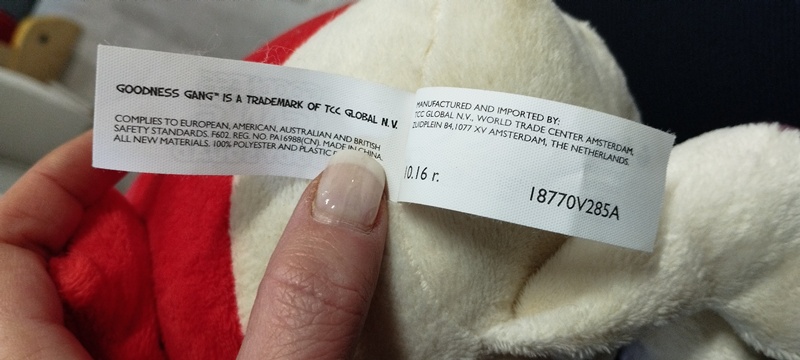 GOODNESS GANG™ IS A TRADEMARK OF TCC GLOBAL N.V.
COMPLIES TO EUROPEAN, AMERICAN, AUSTRALIAN AND BRITISH
SAFETY STANDARDS. F602. REG. NO. PA16988(CN). MADE IN CHINA.
ALL NEW MATERIALS. 100% POLYESTER AND PLASTIC
MANUFACTURED AND IMPORTED BY:
TCC GLOBAL N.V., WORLD TRADE CENTER AMSTERDAM,
ZUIDPLEIN 84, 1077 XV AMSTERDAM, THE NETHERLANDS.
10.16 r.
18770V285A